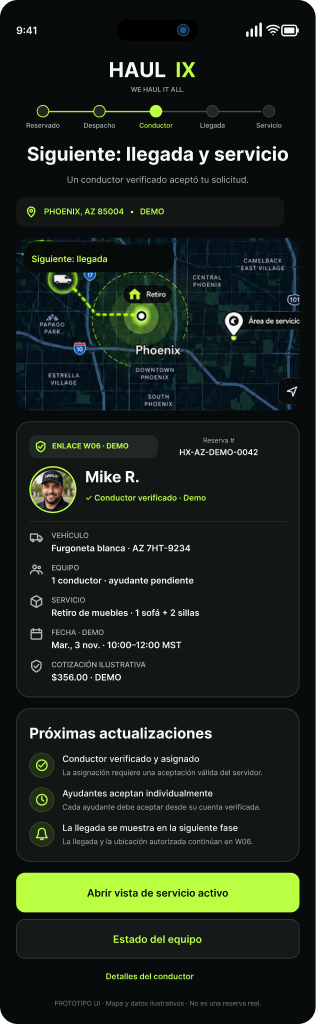 9:41
HAUL IX
WE HAUL IT ALL.
Reservado Despacho Conductor Llegada Servicio
Siguiente: llegada y servicio
Un conductor verificado aceptó tu solicitud.
PHOENIX, AZ 85004 • DEMO
Siguiente: llegada
17
CAMELBACK
EAST VILLAGE
CENTRAL
PHOENIX
Retiro
101
PAPAGO
PARK
Área de servicio
10
Phoenix
ESTRELLA
VILLAGE
DOWNTOWN
PHOENIX
SOUTH
PHOENIX
ENLACE W06 · DEMO
Reserva #
HX-AZ-DEMO-0042
Mike R.
✓ Conductor verificado · Demo
VEHÍCULO
Furgoneta blanca · AZ 7HT-9234
EQUIPO
1 conductor · ayudante pendiente
SERVICIO
Retiro de muebles · 1 sofá + 2 sillas
FECHA · DEMO
Mar., 3 nov. · 10:00–12:00 MST
COTIZACIÓN ILUSTRATIVA
$356.00 · DEMO
Próximas actualizaciones
Conductor verificado y asignado
La asignación requiere una aceptación válida del servidor.
Ayudantes aceptan individualmente
Cada ayudante debe aceptar desde su cuenta verificada.
La llegada se muestra en la siguiente fase
La llegada y la ubicación autorizada continúan en W06.
Abrir vista de servicio activo
Estado del equipo
Detalles del conductor
PROTOTIPO UI · Mapa y datos ilustrativos · No es una reserva real.